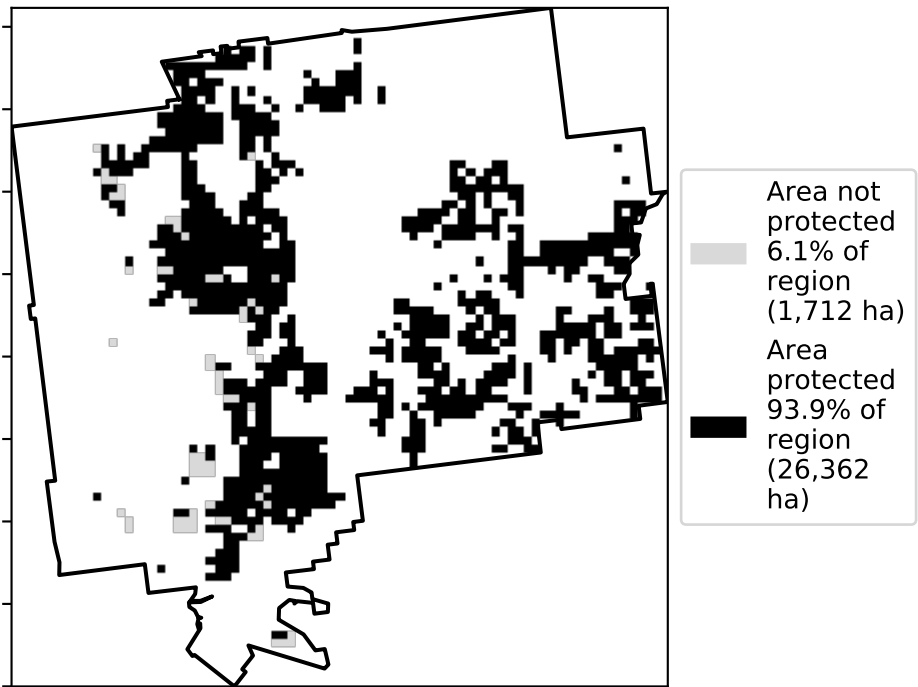 Area not
protected
6.1% of
region
(1,712 ha)
Area
protected
93.9% of
region
(26,362
ha)